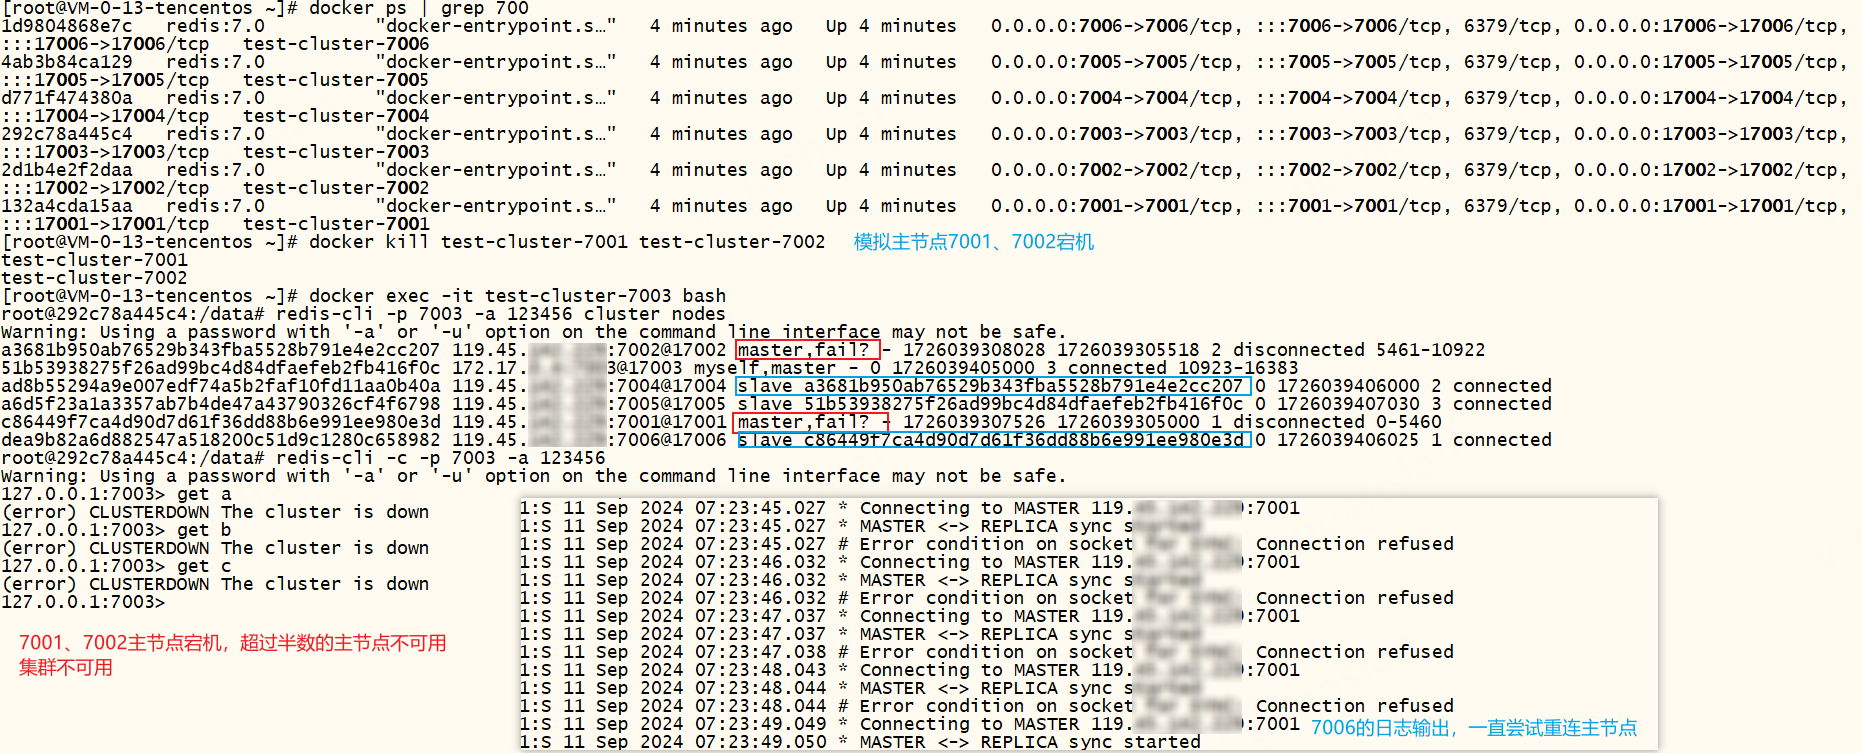 [root@VM-0-13-tencentos ~]# docker ps | grep 700
1d9804868e7c   redis:7.0          "docker-entrypoint.s…"   4 minutes ago   Up 4 minutes   0.0.0.0:7006->7006/tcp, :::7006->7006/tcp, 6379/tcp, 0.0.0.0:17006->17006/tcp,
:::17006->17006/tcp   test-cluster-7006
4ab3b84ca129   redis:7.0          "docker-entrypoint.s…"   4 minutes ago   Up 4 minutes   0.0.0.0:7005->7005/tcp, :::7005->7005/tcp, 6379/tcp, 0.0.0.0:17005->17005/tcp,
:::17005->17005/tcp   test-cluster-7005
d771f474380a   redis:7.0          "docker-entrypoint.s…"   4 minutes ago   Up 4 minutes   0.0.0.0:7004->7004/tcp, :::7004->7004/tcp, 6379/tcp, 0.0.0.0:17004->17004/tcp,
:::17004->17004/tcp   test-cluster-7004
292c78a445c4   redis:7.0          "docker-entrypoint.s…"   4 minutes ago   Up 4 minutes   0.0.0.0:7003->7003/tcp, :::7003->7003/tcp, 6379/tcp, 0.0.0.0:17003->17003/tcp,
:::17003->17003/tcp   test-cluster-7003
2d1b4e2f2daa   redis:7.0          "docker-entrypoint.s…"   4 minutes ago   Up 4 minutes   0.0.0.0:7002->7002/tcp, :::7002->7002/tcp, 6379/tcp, 0.0.0.0:17002->17002/tcp,
:::17002->17002/tcp   test-cluster-7002
132a4cda15aa   redis:7.0          "docker-entrypoint.s…"   4 minutes ago   Up 4 minutes   0.0.0.0:7001->7001/tcp, :::7001->7001/tcp, 6379/tcp, 0.0.0.0:17001->17001/tcp,
:::17001->17001/tcp   test-cluster-7001
[root@VM-0-13-tencentos ~]# docker kill test-cluster-7001 test-cluster-7002   模拟主节点7001、7002宕机
test-cluster-7001
test-cluster-7002
[root@VM-0-13-tencentos ~]# docker exec -it test-cluster-7003 bash
root@292c78a445c4:/data# redis-cli -p 7003 -a 123456 cluster nodes
Warning: Using a password with '-a' or '-u' option on the command line interface may not be safe.
a3681b950ab76529b343fba5528b791e4e2cc207 119.45. :7002@17002 master,fail? - 1726039308028 1726039305518 2 disconnected 5461-10922
51b53938275f26ad99bc4d84dfaefeb2fb416f0c 172.17. 3@17003 myself,master - 0 1726039405000 3 connected 10923-16383
ad8b55294a9e007edf74a5b2faf10fd11aa0b40a 119.45. :7004@17004 slave a3681b950ab76529b343fba5528b791e4e2cc207 0 1726039406000 2 connected
a6d5f23a1a3357ab7b4de47a43790326cf4f6798 119.45. :7005@17005 slave 51b53938275f26ad99bc4d84dfaefeb2fb416f0c 0 1726039407030 3 connected
c86449f7ca4d90d7d61f36dd88b6e991ee980e3d 119.45. :7001@17001 master,fail? - 1726039307526 1726039305000 1 disconnected 0-5460
dea9b82a6d882547a518200c51d9c1280c658982 119.45. :7006@17006 slave c86449f7ca4d90d7d61f36dd88b6e991ee980e3d 0 1726039406025 1 connected
root@292c78a445c4:/data# redis-cli -c -p 7003 -a 123456
Warning: Using a password with '-a' or '-u' option on the command line interface may not be safe.
127.0.0.1:7003> get a
(error) CLUSTERDOWN The cluster is down
127.0.0.1:7003> get b
(error) CLUSTERDOWN The cluster is down
127.0.0.1:7003> get c
(error) CLUSTERDOWN The cluster is down
127.0.0.1:7003>
7001、7002主节点宕机，超过半数的主节点不可用
集群不可用
1:S 11 Sep 2024 07:23:45.027 * Connecting to MASTER 119. :7001
1:S 11 Sep 2024 07:23:45.027 * MASTER <-> REPLICA sync
1:S 11 Sep 2024 07:23:45.027 # Error condition on socket Connection refused
1:S 11 Sep 2024 07:23:46.032 * Connecting to MASTER 119. :7001
1:S 11 Sep 2024 07:23:46.032 * MASTER <-> REPLICA sync
1:S 11 Sep 2024 07:23:46.032 # Error condition on socket Connection refused
1:S 11 Sep 2024 07:23:47.037 * Connecting to MASTER 119. :7001
1:S 11 Sep 2024 07:23:47.037 * MASTER <-> REPLICA sync
1:S 11 Sep 2024 07:23:47.038 # Error condition on socket Connection refused
1:S 11 Sep 2024 07:23:48.043 * Connecting to MASTER 119. :7001
1:S 11 Sep 2024 07:23:48.044 * MASTER <-> REPLICA sync
1:S 11 Sep 2024 07:23:48.044 # Error condition on socket Connection refused
1:S 11 Sep 2024 07:23:49.049 * Connecting to MASTER 119. :7001
1:S 11 Sep 2024 07:23:49.050 * MASTER <-> REPLICA sync started
7006的日志输出，一直尝试重连主节点